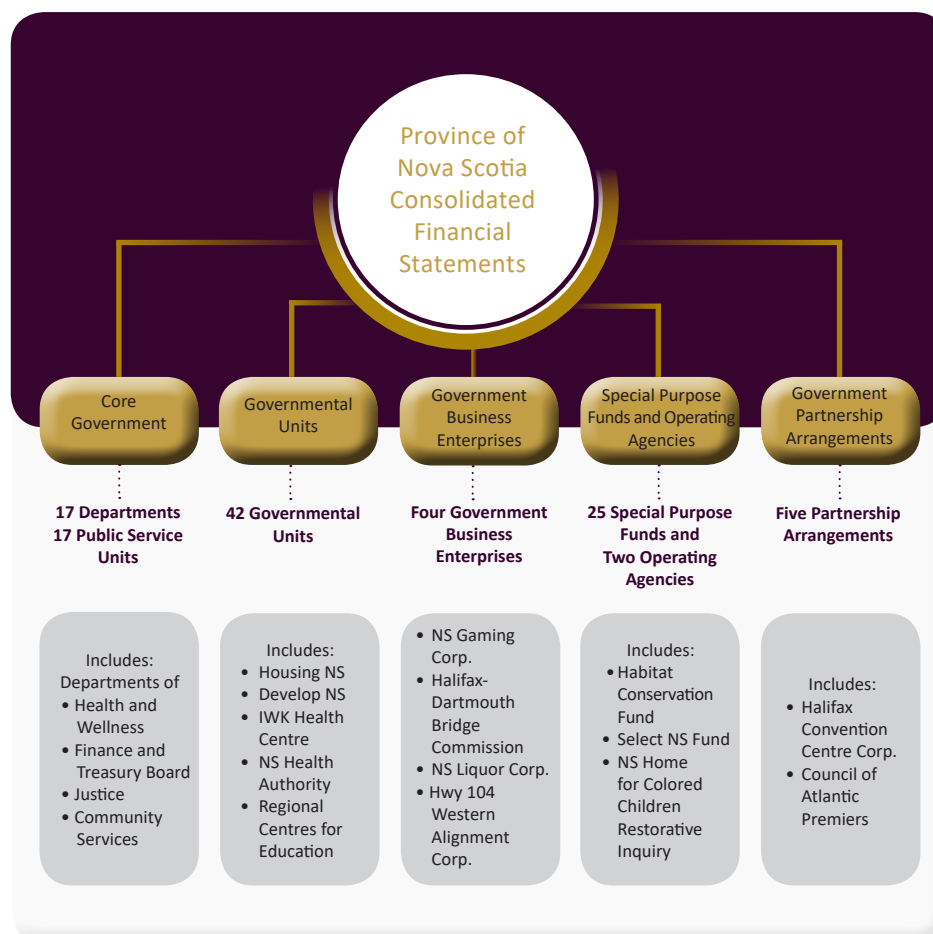 Province of
Nova Scotia
Consolidated
Financial
Statements
Core
Government
Governmental
Units
Government
Business
Enterprises
Special Purpose
Funds and Operating
Agencies
Government
Partnership
Arrangements
17 Departments
17 Public Service
Units
42 Governmental
Units
Four Government
Business
Enterprises
25 Special Purpose
Funds and
Two Operating
Agencies
Five Partnership
Arrangements
Includes:
Departments of
• Health and
Wellness
• Finance and
Treasury Board
• Justice
• Community
Services
Includes:
• Housing NS
• Develop NS
• IWK Health
Centre
• NS Health
Authority
• Regional
Centres for
Education
• NS Gaming
Corp.
• Halifax-
Dartmouth
Bridge
Commission
• NS Liquor Corp.
• Hwy 104
Western
Alignment
Corp.
Includes:
• Habitat
Conservation
Fund
• Select NS Fund
• NS Home
for Colored
Children
Restorative
Inquiry
Includes:
• Halifax
Convention
Centre Corp.
• Council of
Atlantic
Premiers